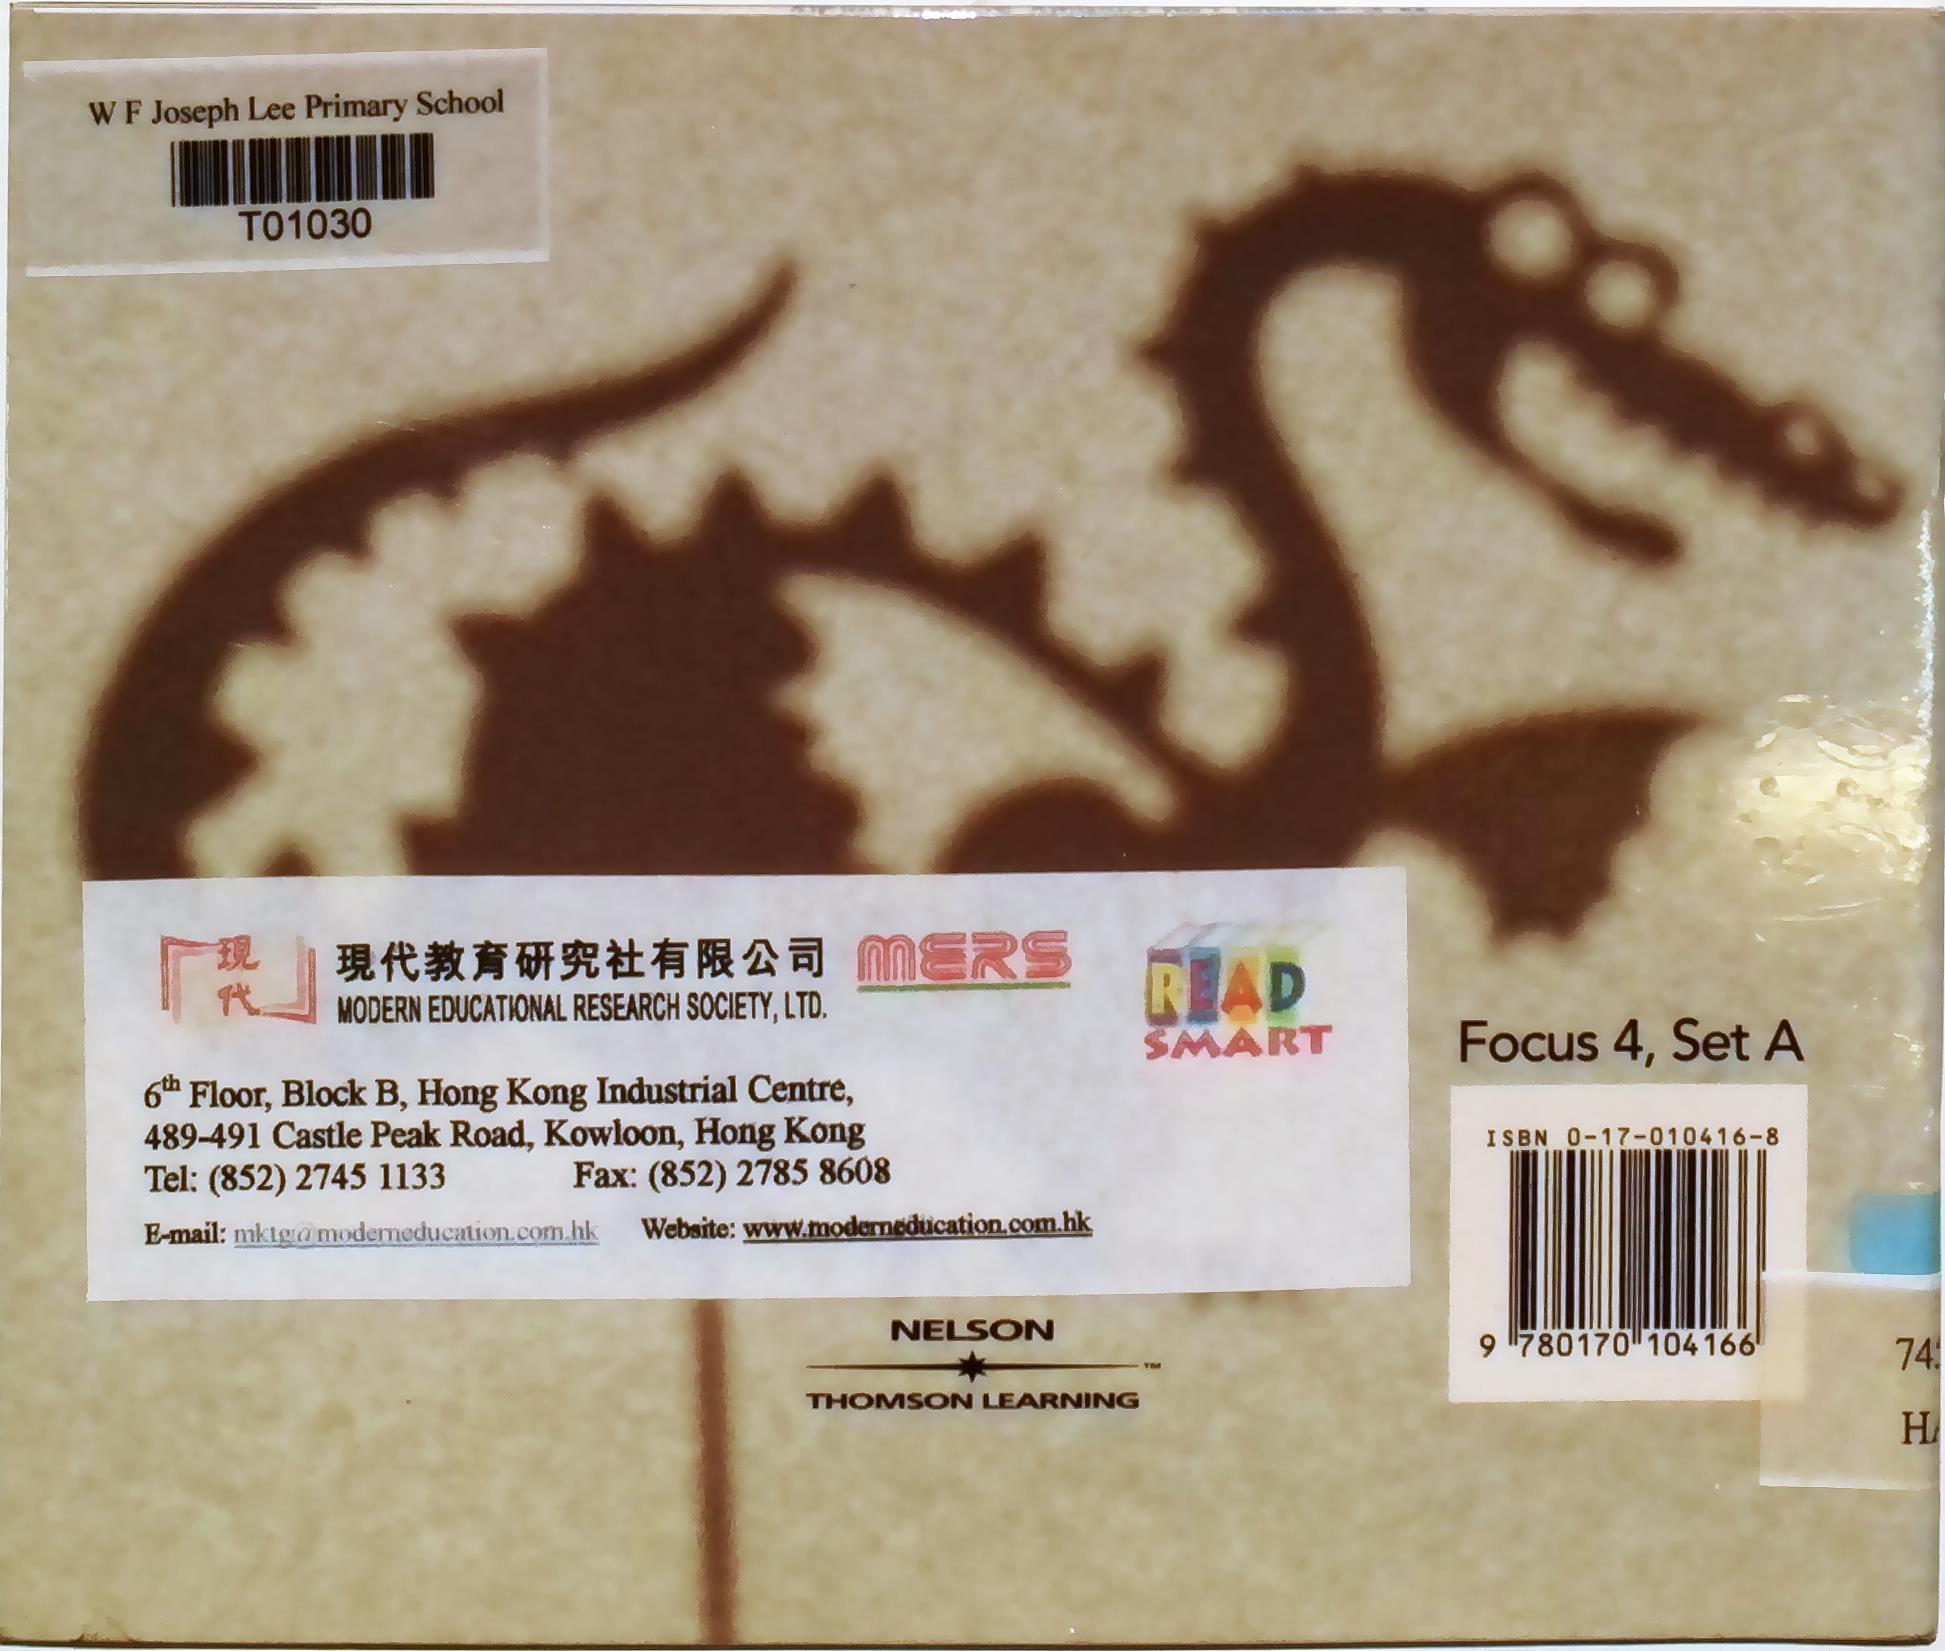 W F Joseph Lee Primary School
T01030
現代
現代教育研究社有限公司
MODERN EDUCATIONAL RESEARCH SOCIETY, LTD.
MERS
READ
SMART
6th Floor, Block B, Hong Kong Industrial Centre,
489-491 Castle Peak Road, Kowloon, Hong Kong
Tel: (852) 2745 1133 Fax: (852) 2785 8608
E-mail: mktg@moderneducation.com.hk Website: www.moderneducation.com.hk
Focus 4, Set A
ISBN 0-17-010416-8
9 780170 104166
NELSON
THOMSON LEARNING™